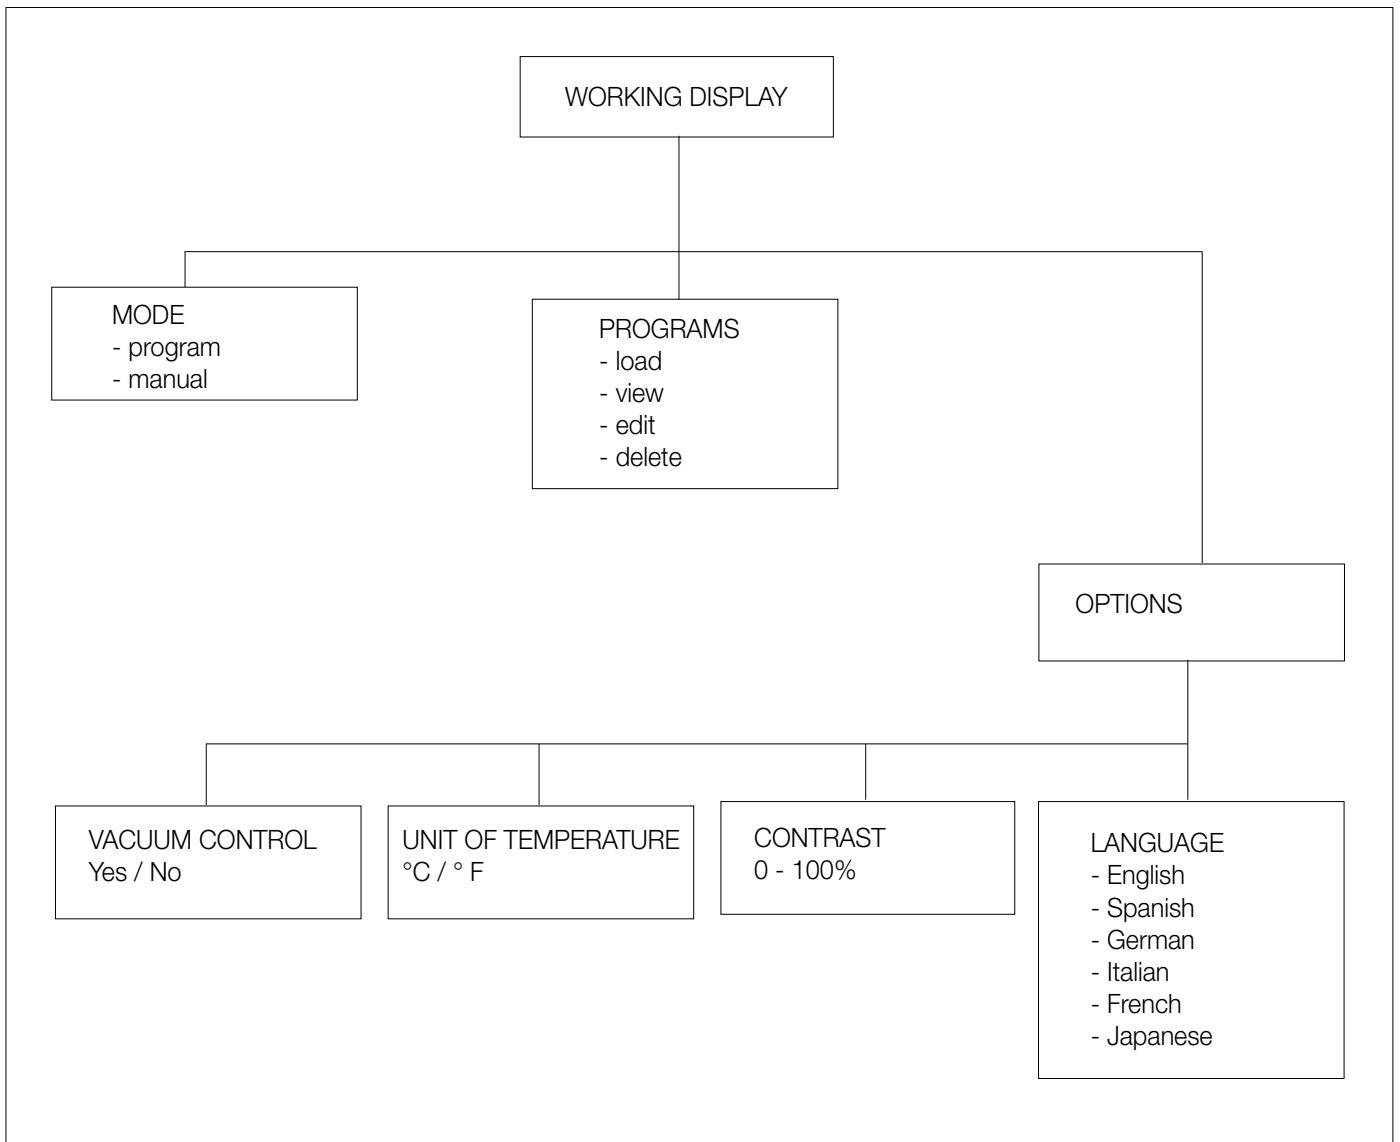 WORKING DISPLAY
MODE
- program
- manual
PROGRAMS
- load
- view
- edit
- delete
OPTIONS
VACUUM CONTROL
Yes / No
UNIT OF TEMPERATURE
°C / ° F
CONTRAST
0 - 100%
LANGUAGE
- English
- Spanish
- German
- Italian
- French
- Japanese